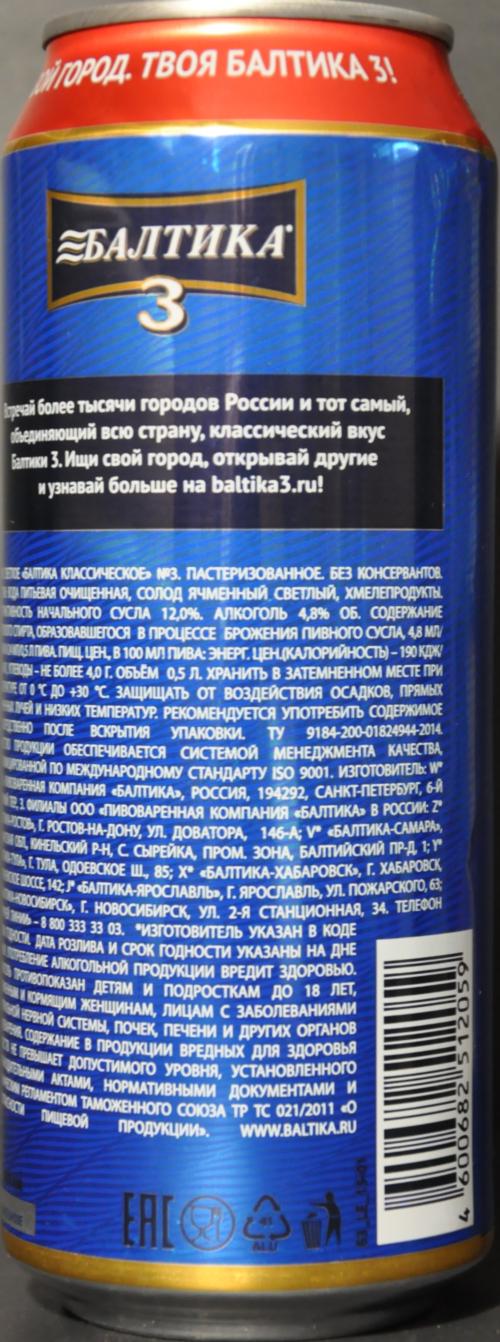 ГОРОД. ТВОЯ БАЛТИКА 3!
БАЛТИКА
3
Встречай более тысячи городов России и тот самый,
объединяющий всю страну, классический вкус
Балтики 3. Ищи свой город, открывай другие
и узнавай больше на baltika3.ru!
«БАЛТИКА КЛАССИЧЕСКОЕ» №3. ПАСТЕРИЗОВАННОЕ. БЕЗ КОНСЕРВАНТОВ.
ВОДА ПИТЬЕВАЯ ОЧИЩЕННАЯ, СОЛОД ЯЧМЕННЫЙ СВЕТЛЫЙ, ХМЕЛЕПРОДУКТЫ.
НАЧАЛЬНОГО СУСЛА 12,0%. АЛКОГОЛЬ 4,8% ОБ. СОДЕРЖАНИЕ
СПИРТА, ОБРАЗОВАВШЕГОСЯ В ПРОЦЕССЕ БРОЖЕНИЯ ПИВНОГО СУСЛА, 4,8 МЛ/
ПИВА. ПИЩ. ЦЕН., В 100 МЛ ПИВА: ЭНЕРГ. ЦЕН.(КАЛОРИЙНОСТЬ) – 190 КДЖ/
УГЛЕВОДЫ – НЕ БОЛЕЕ 4,0 Г. ОБЪЁМ 0,5 Л. ХРАНИТЬ В ЗАТЕМНЕННОМ МЕСТЕ ПРИ
ОТ 0 °C ДО +30 °C. ЗАЩИЩАТЬ ОТ ВОЗДЕЙСТВИЯ ОСАДКОВ, ПРЯМЫХ
ЛУЧЕЙ И НИЗКИХ ТЕМПЕРАТУР. РЕКОМЕНДУЕТСЯ УПОТРЕБИТЬ СОДЕРЖИМОЕ
ПОСЛЕ ВСКРЫТИЯ УПАКОВКИ. ТУ 9184-200-01824944-2014.
ПРОДУКЦИИ ОБЕСПЕЧИВАЕТСЯ СИСТЕМОЙ МЕНЕДЖМЕНТА КАЧЕСТВА,
ПО МЕЖДУНАРОДНОМУ СТАНДАРТУ ISO 9001. ИЗГОТОВИТЕЛЬ: W*
КОМПАНИЯ «БАЛТИКА», РОССИЯ, 194292, САНКТ-ПЕТЕРБУРГ, 6-Й
ПЕР., 3. ФИЛИАЛЫ ООО «ПИВОВАРЕННАЯ КОМПАНИЯ «БАЛТИКА» В РОССИИ: Z*
Г. РОСТОВ-НА-ДОНУ, УЛ. ДОВАТОРА, 146-А; V* «БАЛТИКА-САМАРА»,
ОБЛ., КИНЕЛЬСКИЙ Р-Н, С. СЫРЕЙКА, ПРОМ. ЗОНА, БАЛТИЙСКИЙ ПР-Д, 1; Y*
Г. ТУЛА, ОДОЕВСКОЕ Ш., 85; X* «БАЛТИКА-ХАБАРОВСК», Г. ХАБАРОВСК,
ШОССЕ, 142; J* «БАЛТИКА-ЯРОСЛАВЛЬ», Г. ЯРОСЛАВЛЬ, УЛ. ПОЖАРСКОГО, 63;
Г. НОВОСИБИРСК, УЛ. 2-Я СТАНЦИОННАЯ, 34. ТЕЛЕФОН
ЛИНИИ» – 8 800 333 33 03. *ИЗГОТОВИТЕЛЬ УКАЗАН В КОДЕ
ДАТА РОЗЛИВА И СРОК ГОДНОСТИ УКАЗАНЫ НА ДНЕ
УПОТРЕБЛЕНИЕ АЛКОГОЛЬНОЙ ПРОДУКЦИИ ВРЕДИТ ЗДОРОВЬЮ.
ПРОТИВОПОКАЗАН ДЕТЯМ И ПОДРОСТКАМ ДО 18 ЛЕТ,
И КОРМЯЩИМ ЖЕНЩИНАМ, ЛИЦАМ С ЗАБОЛЕВАНИЯМИ
НЕРВНОЙ СИСТЕМЫ, ПОЧЕК, ПЕЧЕНИ И ДРУГИХ ОРГАНОВ
СОДЕРЖАНИЕ В ПРОДУКЦИИ ВРЕДНЫХ ДЛЯ ЗДОРОВЬЯ
НЕ ПРЕВЫШАЕТ ДОПУСТИМОГО УРОВНЯ, УСТАНОВЛЕННОГО
АКТАМИ, НОРМАТИВНЫМИ ДОКУМЕНТАМИ И
РЕГЛАМЕНТОМ ТАМОЖЕННОГО СОЮЗА ТР ТС 021/2011 «О
ПИЩЕВОЙ ПРОДУКЦИИ». WWW.BALTIKA.RU
4 600682 512059
EAC
41
ALU